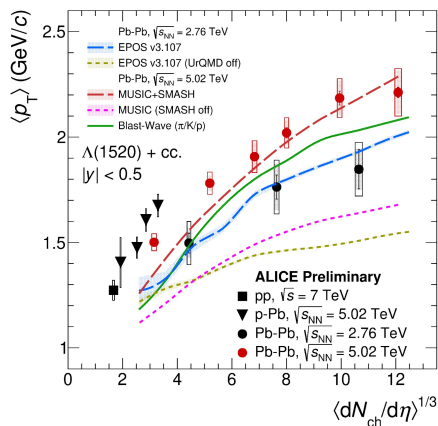 ⟨p_T⟩ (GeV/c)
Pb-Pb, √s_NN = 2.76 TeV
EPOS v3.107
EPOS v3.107 (UrQMD off)
Pb-Pb, √s_NN = 5.02 TeV
MUSIC+SMASH
MUSIC (SMASH off)
Blast-Wave (π/K/p)
Λ(1520) + cc.
|y| < 0.5
2.5
2
1.5
1
ALICE Preliminary
pp, √s = 7 TeV
p-Pb, √s_NN = 5.02 TeV
Pb-Pb, √s_NN = 2.76 TeV
Pb-Pb, √s_NN = 5.02 TeV
0 2 4 6 8 10 12
⟨dN_ch/dη⟩^1/3